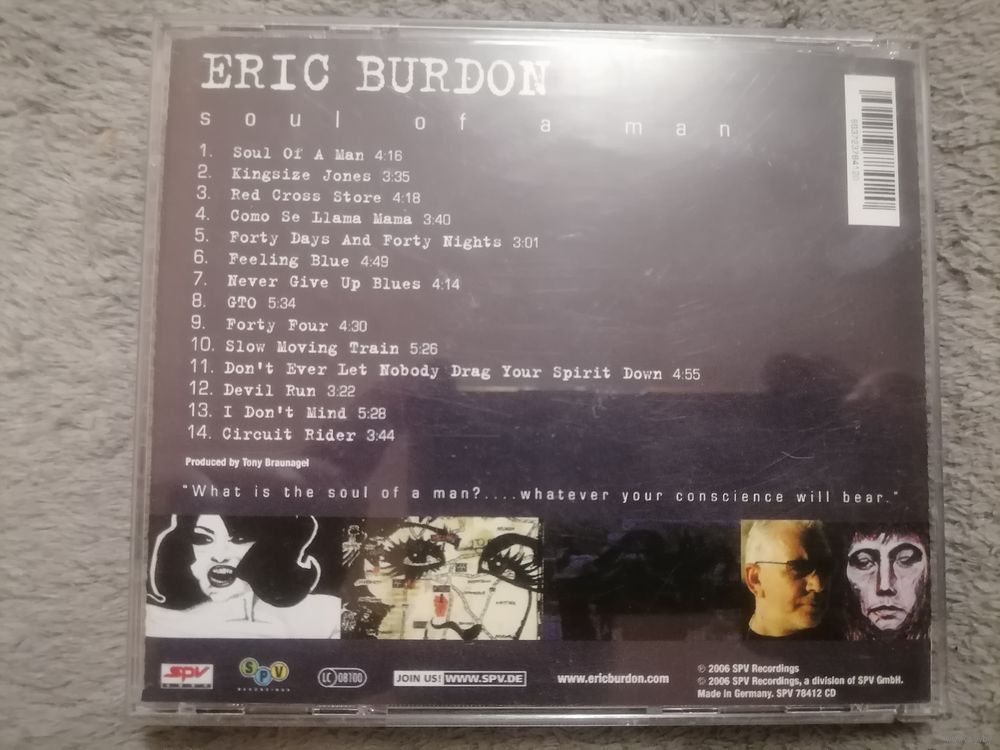 ERIC BURDON
soul of a man
1. Soul Of A Man 4:16
2. Kingsize Jones 3:35
3. Red Cross Store 4:18
4. Como Se Llama Mama 3:40
5. Forty Days And Forty Nights 3:01
6. Feeling Blue 4:49
7. Never Give Up Blues 4:14
8. GTO 5:34
9. Forty Four 4:30
10. Slow Moving Train 5:26
11. Don't Ever Let Nobody Drag Your Spirit Down 4:55
12. Devil Run 3:22
13. I Don't Mind 5:28
14. Circuit Rider 3:44
Produced by Tony Braunagel
"What is the soul of a man?....whatever your conscience will bear."
SPV
SPV
RECORDINGS
LC 08100
JOIN US! WWW.SPV.DE
www.ericburdon.com
℗ 2006 SPV Recordings
© 2006 SPV Recordings, a division of SPV GmbH.
Made in Germany. SPV 78412 CD